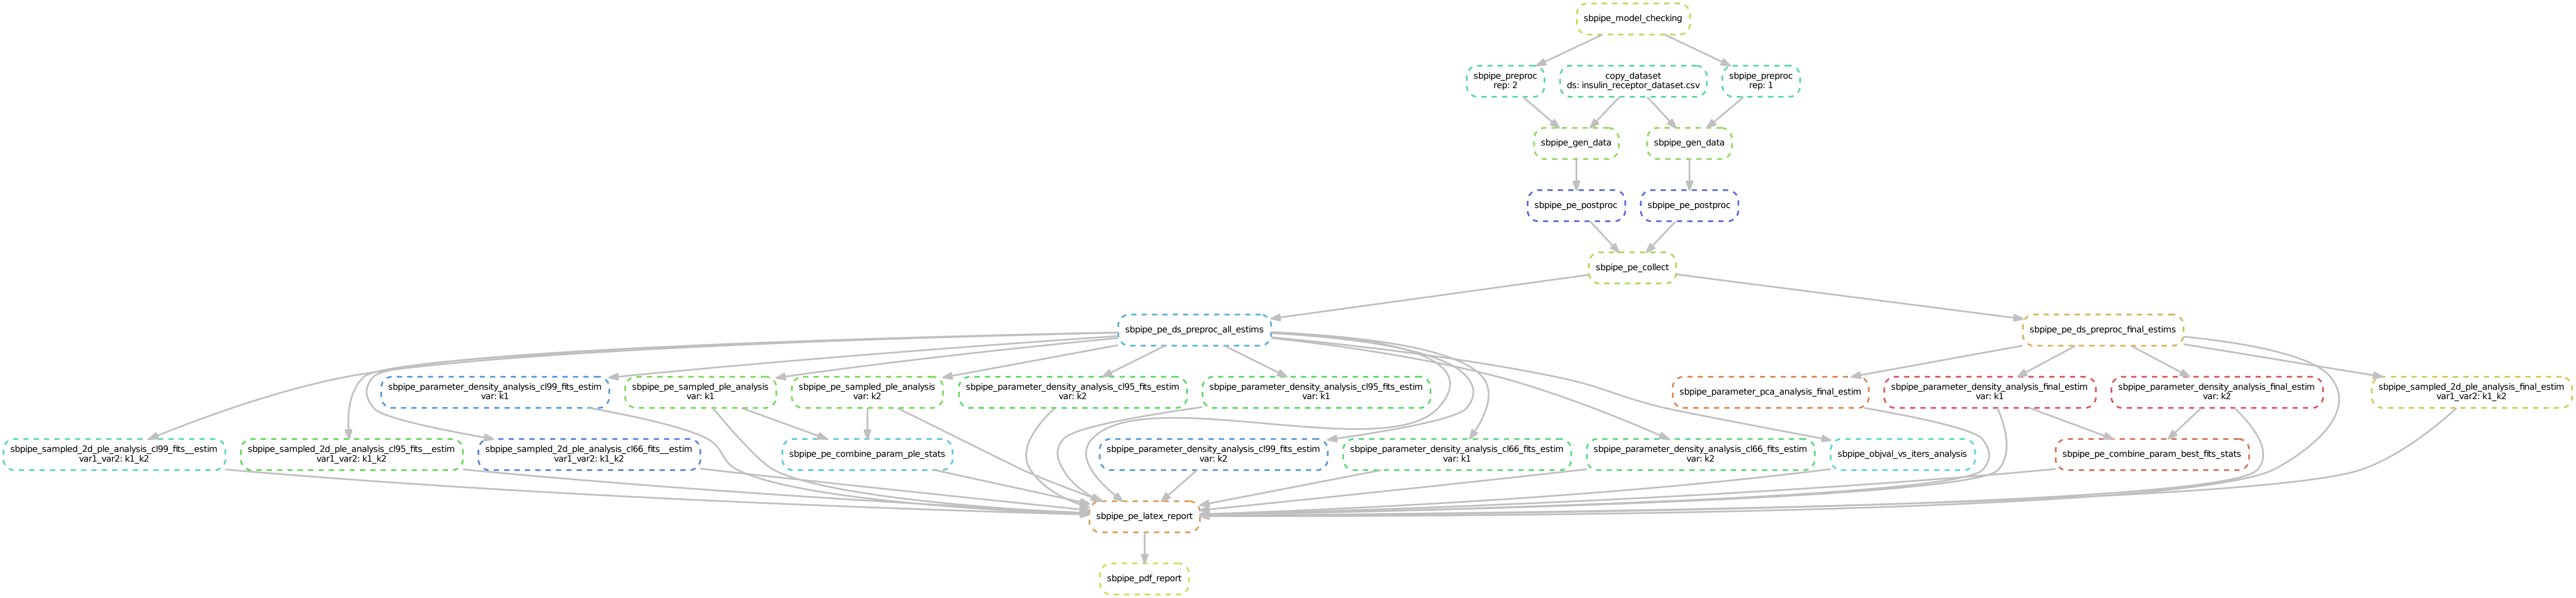 sbpipe_model_checking
sbpipe_preproc
rep: 2
copy_dataset
ds: insulin_receptor_dataset.csv
sbpipe_preproc
rep: 1
sbpipe_gen_data
sbpipe_gen_data
sbpipe_pe_postproc
sbpipe_pe_postproc
sbpipe_pe_collect
sbpipe_pe_ds_preproc_all_estims
sbpipe_pe_ds_preproc_final_estims
sbpipe_parameter_density_analysis_cl99_fits_estim
var: k1
sbpipe_pe_sampled_ple_analysis
var: k1
sbpipe_pe_sampled_ple_analysis
var: k2
sbpipe_parameter_density_analysis_cl95_fits_estim
var: k2
sbpipe_parameter_density_analysis_cl95_fits_estim
var: k1
sbpipe_parameter_pca_analysis_final_estim
sbpipe_parameter_density_analysis_final_estim
var: k1
sbpipe_parameter_density_analysis_final_estim
var: k2
sbpipe_sampled_2d_ple_analysis_final_estim
var1_var2: k1_k2
sbpipe_sampled_2d_ple_analysis_cl99_fits__estim
var1_var2: k1_k2
sbpipe_sampled_2d_ple_analysis_cl95_fits__estim
var1_var2: k1_k2
sbpipe_sampled_2d_ple_analysis_cl66_fits__estim
var1_var2: k1_k2
sbpipe_pe_combine_param_ple_stats
sbpipe_parameter_density_analysis_cl99_fits_estim
var: k2
sbpipe_parameter_density_analysis_cl66_fits_estim
var: k1
sbpipe_parameter_density_analysis_cl66_fits_estim
var: k2
sbpipe_objval_vs_iters_analysis
sbpipe_pe_combine_param_best_fits_stats
sbpipe_pe_latex_report
sbpipe_pdf_report